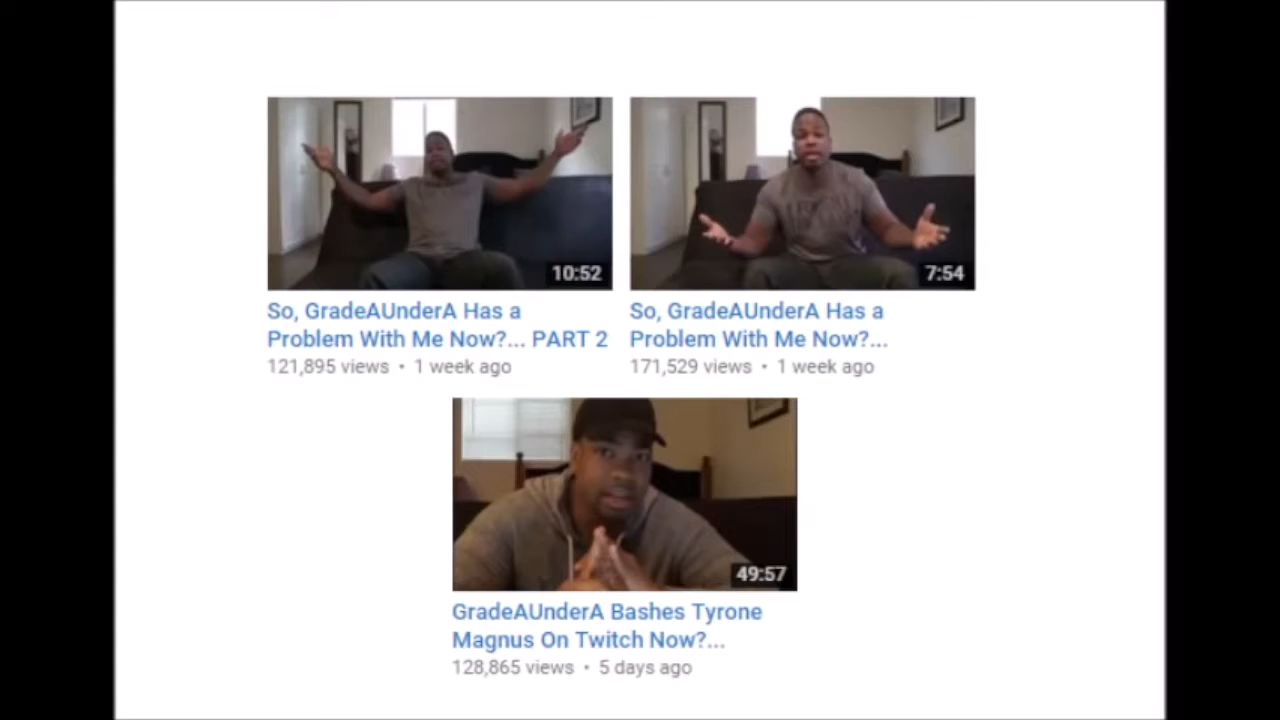 10:52
7:54
So, GradeAUnderA Has a
Problem With Me Now?... PART 2
121,895 views • 1 week ago
So, GradeAUnderA Has a
Problem With Me Now?...
171,529 views • 1 week ago
49:57
GradeAUnderA Bashes Tyrone
Magnus On Twitch Now?...
128,865 views • 5 days ago